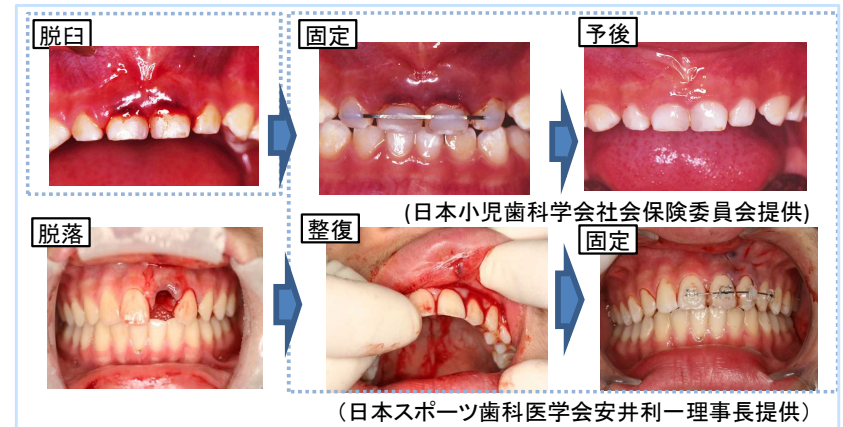 脱臼
固定
予後
(日本小児歯科学会社会保険委員会提供)
脱落
整復
固定
（日本スポーツ歯科医学会安井利一理事長提供）